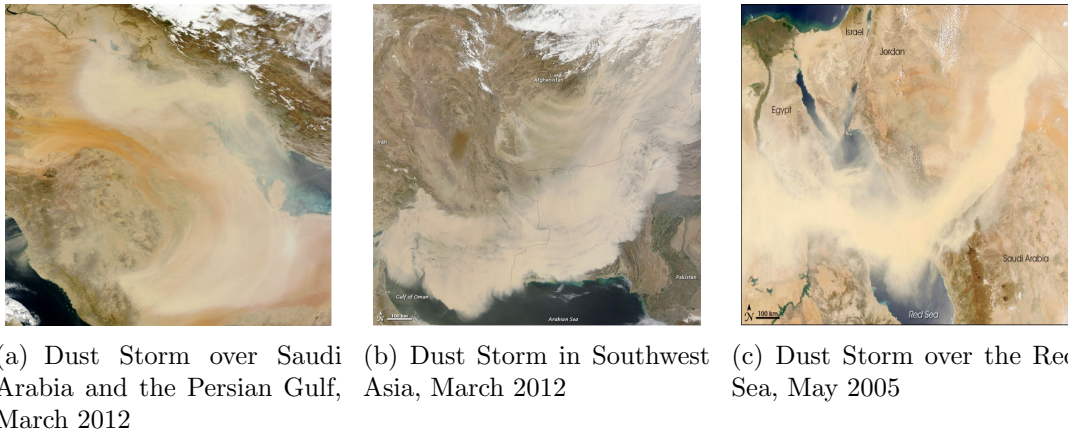 Afghanistan
Iran
Pakistan
Gulf of Oman
N
100 km
Arabian Sea
Israel
Jordan
Egypt
Saudi Arabia
N
100 km
Red Sea
(a) Dust Storm over Saudi
Arabia and the Persian Gulf,
March 2012
(b) Dust Storm in Southwest
Asia, March 2012
(c) Dust Storm over the Red
Sea, May 2005